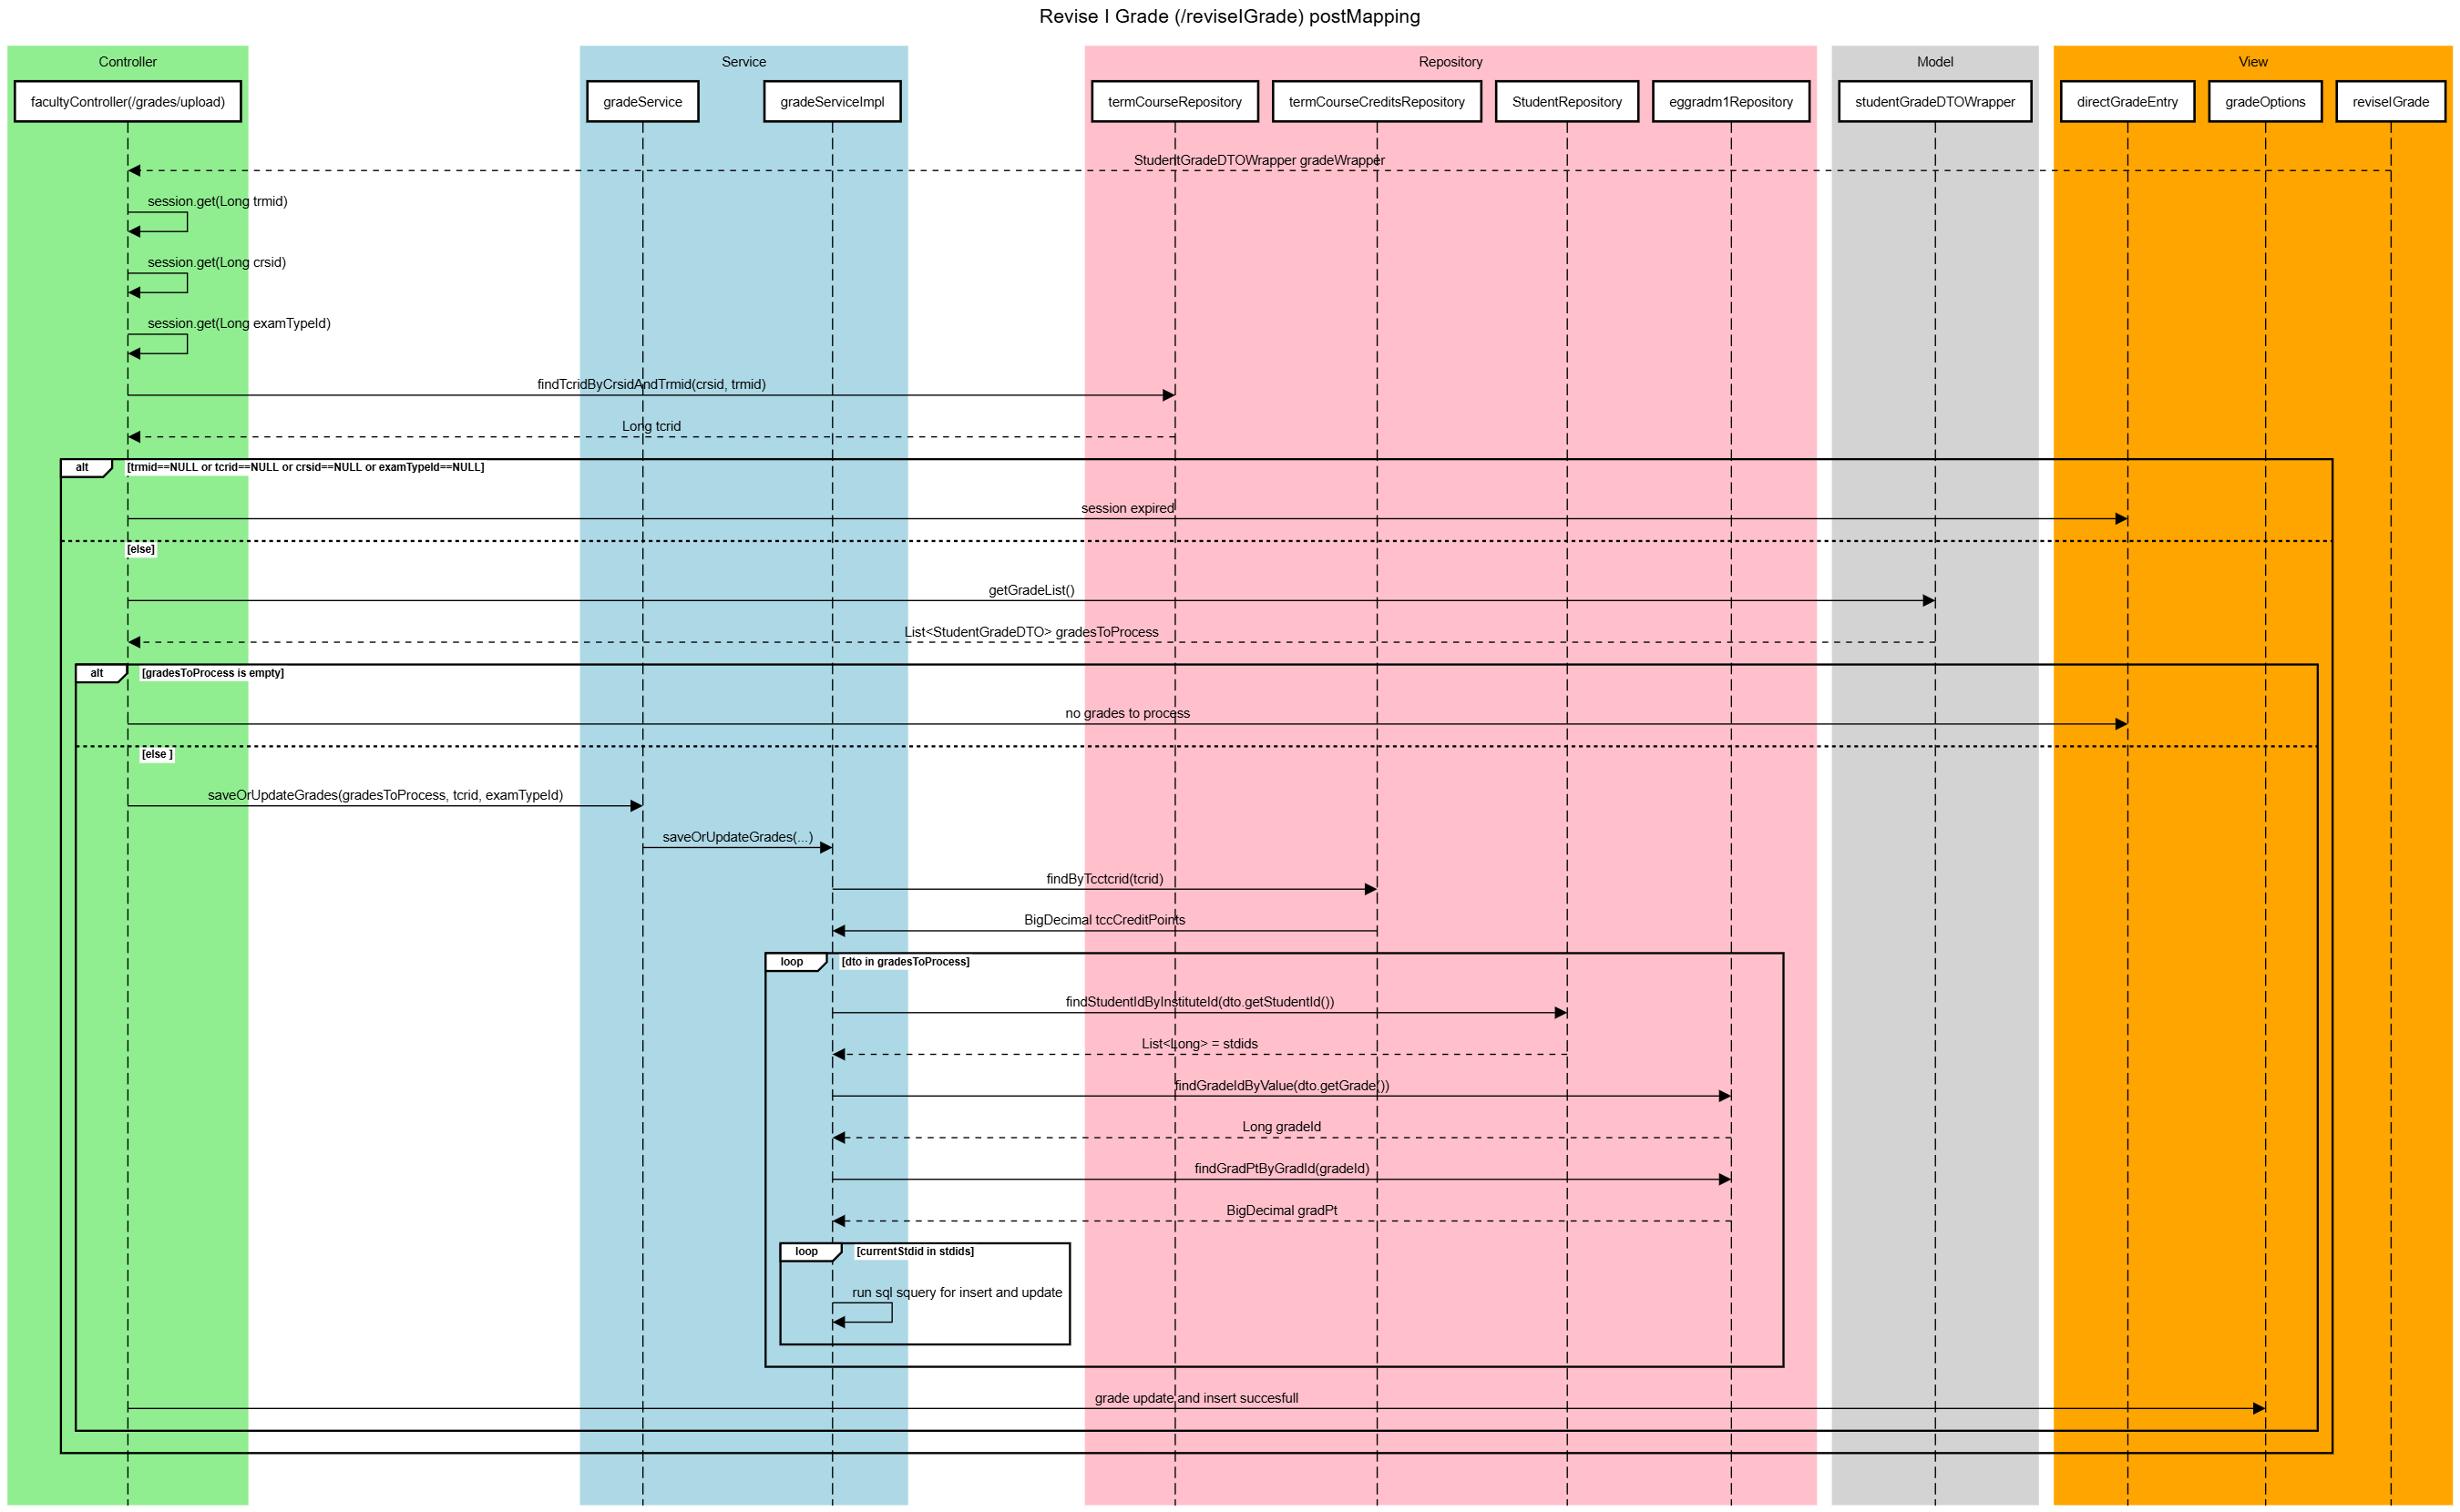 Revise I Grade (/reviseIGrade) postMapping
Controller
Service
Repository
Model
View
facultyController(/grades/upload)
gradeService
gradeServiceImpl
termCourseRepository
termCourseCreditsRepository
StudentRepository
eggradm1Repository
studentGradeDTOWrapper
directGradeEntry
gradeOptions
reviseIGrade
StudentGradeDTOWrapper gradeWrapper
session.get(Long trmid)
session.get(Long crsid)
session.get(Long examTypeId)
findTcridByCrsidAndTrmid(crsid, trmid)
Long tcrid
alt [trmid==NULL or tcrid==NULL or crsid==NULL or examTypeId==NULL]
session expired
[else]
getGradeList()
List<StudentGradeDTO> gradesToProcess
alt [gradesToProcess is empty]
no grades to process
[else ]
saveOrUpdateGrades(gradesToProcess, tcrid, examTypeId)
saveOrUpdateGrades(...)
findByTcctcrid(tcrid)
BigDecimal tccCreditPoints
loop [dto in gradesToProcess]
findStudentIdByInstituteId(dto.getStudentId())
List<Long> = stdids
findGradeIdByValue(dto.getGrade())
Long gradeId
findGradPtByGradId(gradeId)
BigDecimal gradPt
loop [currentStdid in stdids]
run sql squery for insert and update
grade update and insert succesfull